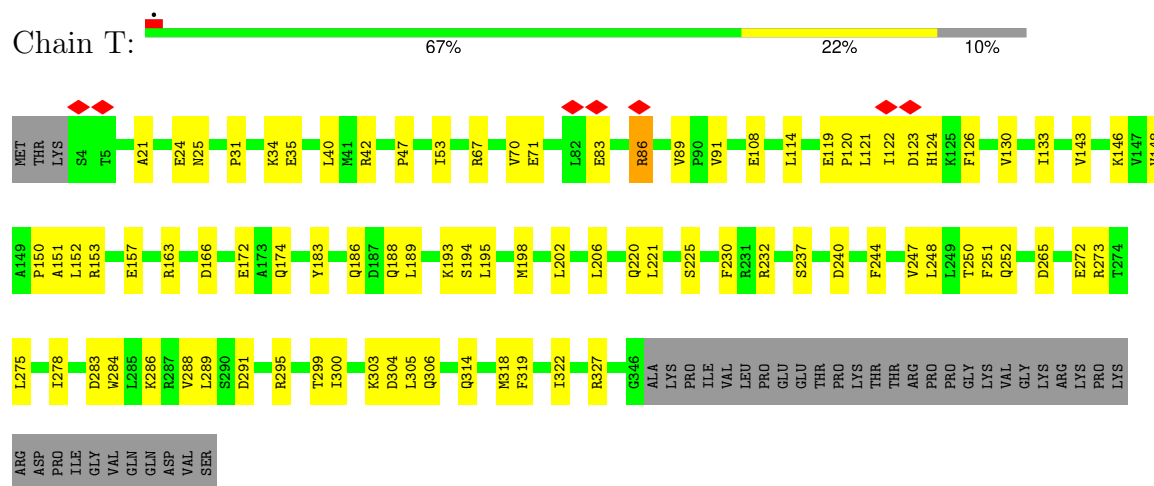 Chain T:
67% 22% 10%
MET THR LYS S4 T5 A21 E24 N25 P31 K34 E35 L40 M41 R42 P47 I53 R67 V70 E71 L82 E83 R86 V89 P90 V91 E108 L114 E119 P120 L121 I122 D123 H124 K125 F126 V130 I133 V143 K146 V147 V148
A149 P150 A151 L152 R153 E157 R163 D166 E172 A173 Q174 Y183 Q186 D187 Q188 L189 K193 S194 L195 M198 L202 L206 Q220 L221 S225 F230 R231 R232 S237 D240 F244 V247 L248 L249 T250 F251 Q252 D265 E272 R273 T274
L275 I278 D283 W284 L285 K286 R287 V288 L289 S290 D291 R295 T299 I300 K303 D304 L305 Q306 Q314 M318 F319 I322 R327 G346 ALA LYS PRO ILE VAL LEU PRO GLU GLU THR PRO LYS THR THR ARG PRO PRO GLY LYS VAL GLY LYS ARG LYS PRO LYS
ARG ASP PRO ILE GLY VAL GLN GLN ASP VAL SER